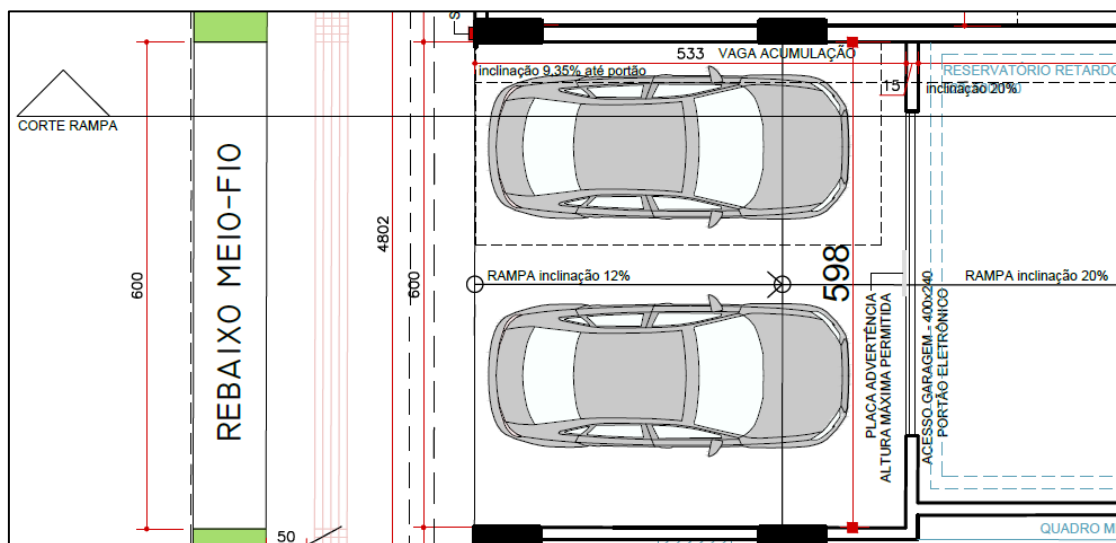 S
533 VAGA ACUMULAÇÃO
inclinação 9,35% até portão
RESERVATÓRIO RETARDO
15
inclinação 20%
CORTE RAMPA
REBAIXO MEIO-FIO
4802
600
600
RAMPA inclinação 12%
598
RAMPA inclinação 20%
PLACA ADVERTÊNCIA
ALTURA MÁXIMA PERMITIDA
ACESSO GARAGEM - 400x240
PORTÃO ELETRÔNICO
50
QUADRO M